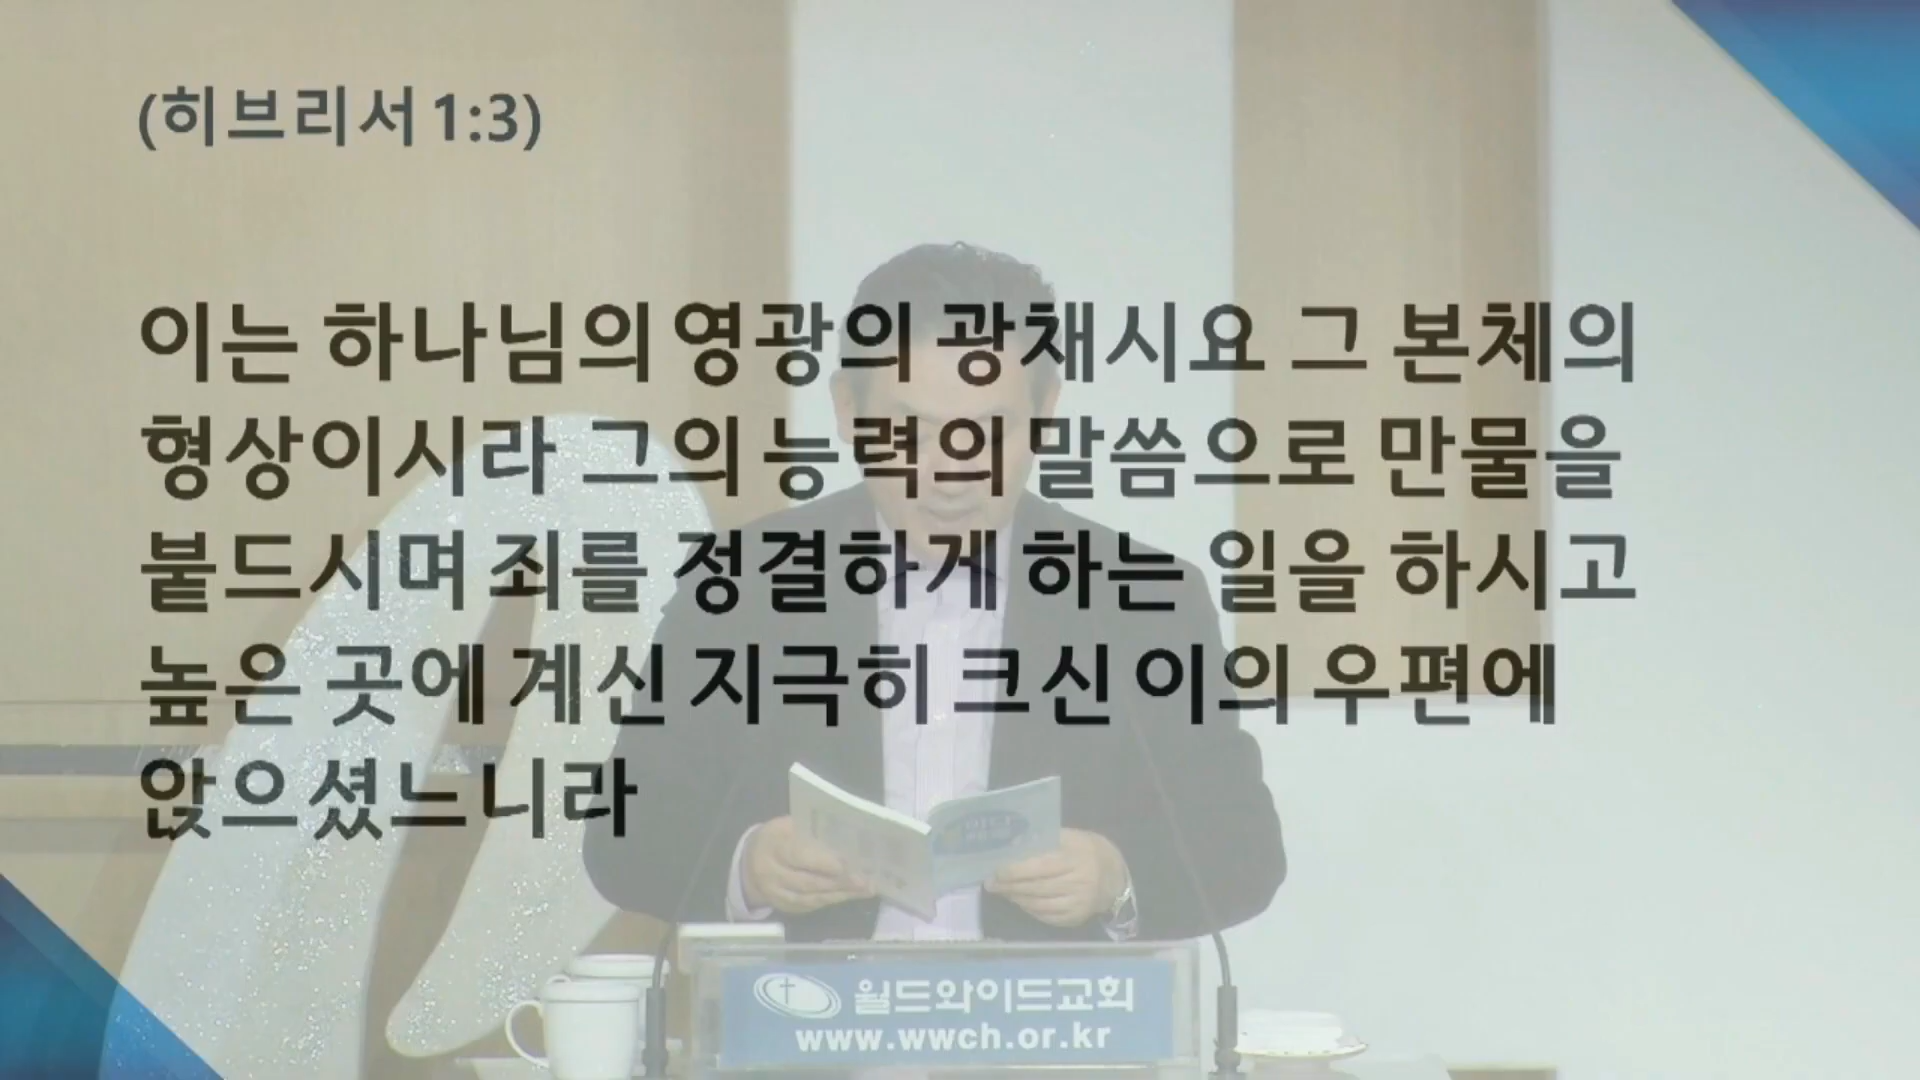 (히브리서 1:3)
이는 하나님의 영광의 광채시요 그 본체의
형상이시라 그의 능력의 말씀으로 만물을
붙드시며 죄를 정결하게 하는 일을 하시고
높은 곳에 계신 지극히 크신 이의 우편에
앉으셨느니라
월드와이드교회
www.wwch.or.kr